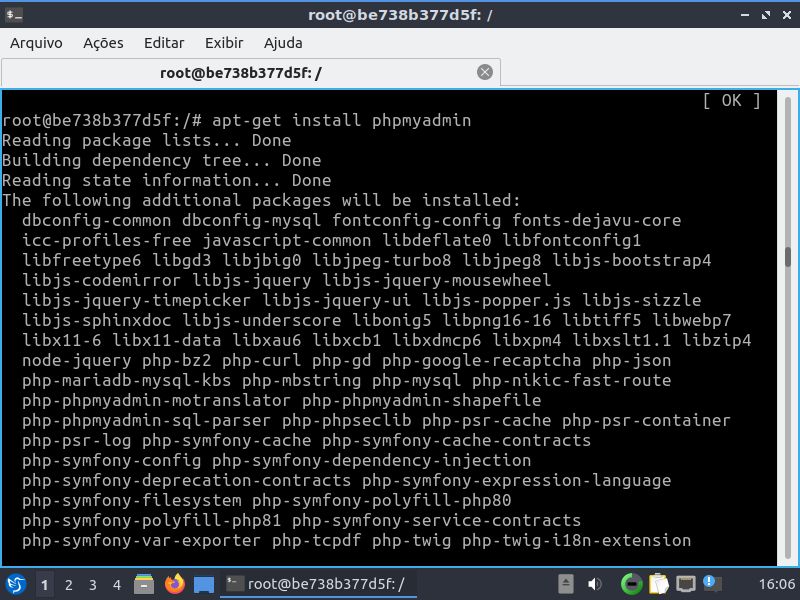 root@be738b377d5f: /
Arquivo Ações Editar Exibir Ajuda
root@be738b377d5f: /
[ OK ]
root@be738b377d5f:/# apt-get install phpmyadmin
Reading package lists... Done
Building dependency tree... Done
Reading state information... Done
The following additional packages will be installed:
dbconfig-common dbconfig-mysql fontconfig-config fonts-dejavu-core
icc-profiles-free javascript-common libdeflate0 libfontconfig1
libfreetype6 libgd3 libjbig0 libjpeg-turbo8 libjpeg8 libjs-bootstrap4
libjs-codemirror libjs-jquery libjs-jquery-mousewheel
libjs-jquery-timepicker libjs-jquery-ui libjs-popper.js libjs-sizzle
libjs-sphinxdoc libjs-underscore libonig5 libpng16-16 libtiff5 libwebp7
libx11-6 libx11-data libxau6 libxcb1 libxdmcp6 libxpm4 libxslt1.1 libzip4
node-jquery php-bz2 php-curl php-gd php-google-recaptcha php-json
php-mariadb-mysql-kbs php-mbstring php-mysql php-nikic-fast-route
php-phpmyadmin-motranslator php-phpmyadmin-shapefile
php-phpmyadmin-sql-parser php-phpseclib php-psr-cache php-psr-container
php-psr-log php-symfony-cache php-symfony-cache-contracts
php-symfony-config php-symfony-dependency-injection
php-symfony-deprecation-contracts php-symfony-expression-language
php-symfony-filesystem php-symfony-polyfill-php80
php-symfony-polyfill-php81 php-symfony-service-contracts
php-symfony-var-exporter php-tcpdf php-twig php-twig-i18n-extension
1 2 3 4 root@be738b377d5f: / 16:06